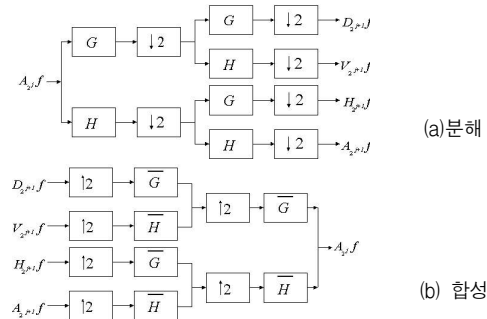 G ↓2 G ↓2 D_{2^{j+1}}f
H ↓2 V_{2^{j+1}}f
A_{2^j}f
H ↓2 G ↓2 H_{2^{j+1}}f
H ↓2 A_{2^{j+1}}f
(a)분해
D_{2^{j+1}}f ↑2 G̅
↑2 G̅
V_{2^{j+1}}f ↑2 H̅
A_{2^j}f
H_{2^{j+1}}f ↑2 G̅
↑2 H̅
(b) 합성
A_{2^{j+1}}f ↑2 H̅